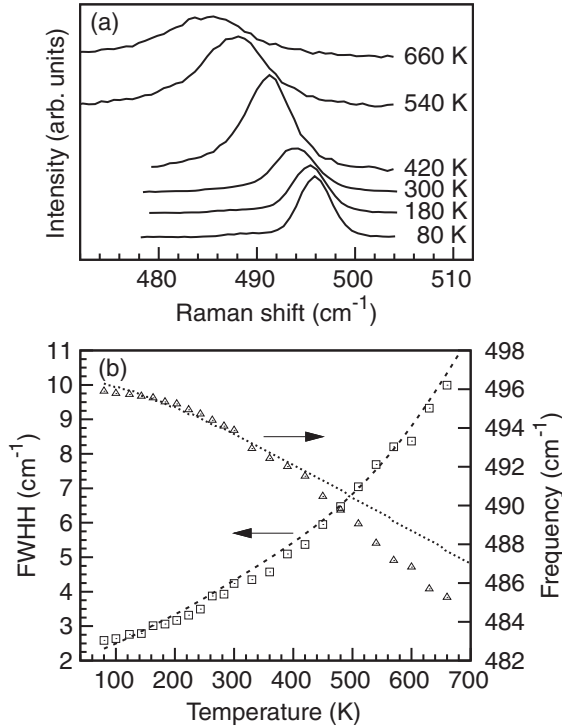 (a)
Intensity (arb. units)
660 K
540 K
420 K
300 K
180 K
80 K
480 490 500 510
Raman shift (cm⁻¹)
(b)
FWHH (cm⁻¹)
11
10
9
8
7
6
5
4
3
2
498
496
494
492
490
488
486
484
482
Frequency (cm⁻¹)
100 200 300 400 500 600 700
Temperature (K)